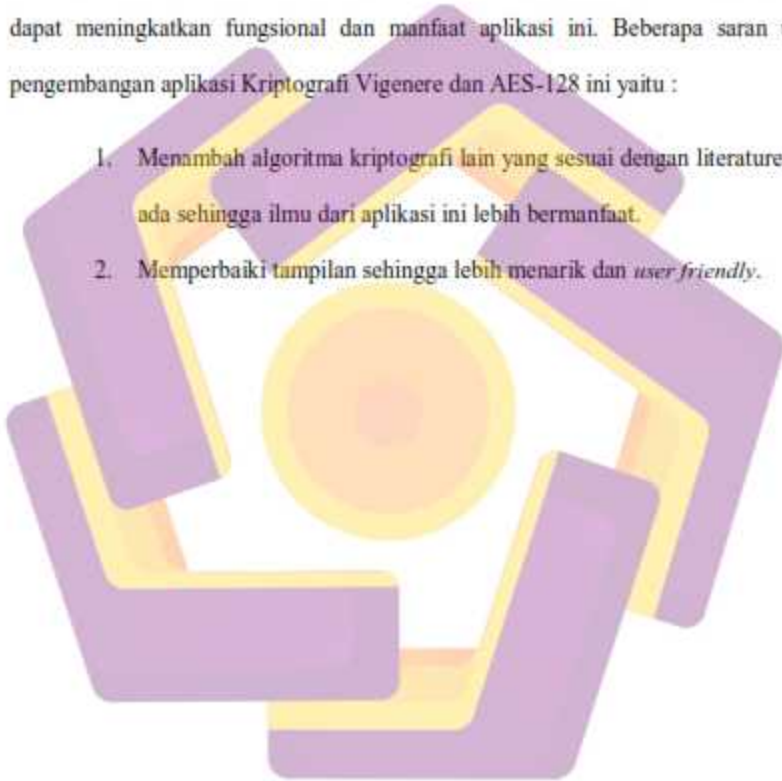 dapat meningkatkan fungsional dan manfaat aplikasi ini. Beberapa saran
pengembangan aplikasi Kriptografi Vigenere dan AES-128 ini yaitu :
1. Menambah algoritma kriptografi lain yang sesuai dengan literature
ada sehingga ilmu dari aplikasi ini lebih bermanfaat.
2. Memperbaiki tampilan sehingga lebih menarik dan user friendly.